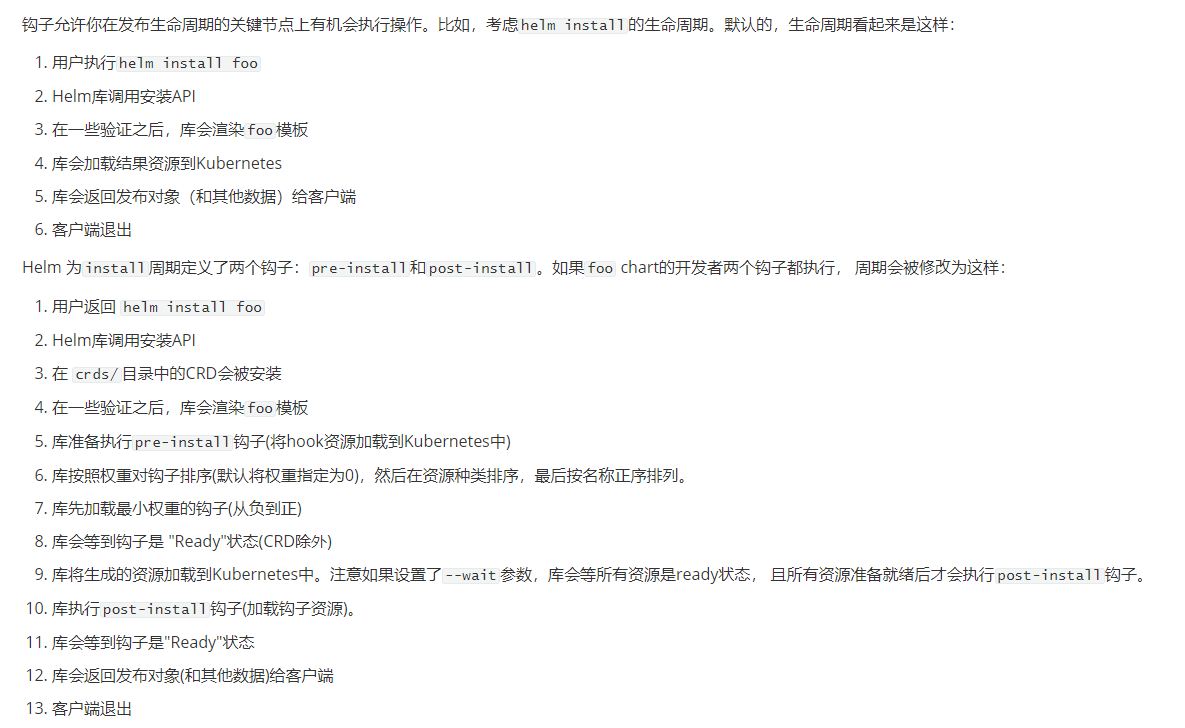 钩子允许你在发布生命周期的关键节点上有机会执行操作。比如，考虑helm install的生命周期。默认的，生命周期看起来是这样：
1. 用户执行helm install foo
2. Helm库调用安装API
3. 在一些验证之后，库会渲染foo模板
4. 库会加载结果资源到Kubernetes
5. 库会返回发布对象（和其他数据）给客户端
6. 客户端退出
Helm 为install周期定义了两个钩子：pre-install和post-install。如果foo chart的开发者两个钩子都执行， 周期会被修改为这样：
1. 用户返回 helm install foo
2. Helm库调用安装API
3. 在 crds/目录中的CRD会被安装
4. 在一些验证之后，库会渲染foo模板
5. 库准备执行pre-install钩子(将hook资源加载到Kubernetes中)
6. 库按照权重对钩子排序(默认将权重指定为0)，然后在资源种类排序，最后按名称正序排列。
7. 库先加载最小权重的钩子(从负到正)
8. 库会等到钩子是 "Ready"状态(CRD除外)
9. 库将生成的资源加载到Kubernetes中。注意如果设置了--wait参数，库会等所有资源是ready状态， 且所有资源准备就绪后才会执行post-install钩子。
10. 库执行post-install钩子(加载钩子资源)。
11. 库会等到钩子是"Ready"状态
12. 库会返回发布对象(和其他数据)给客户端
13. 客户端退出